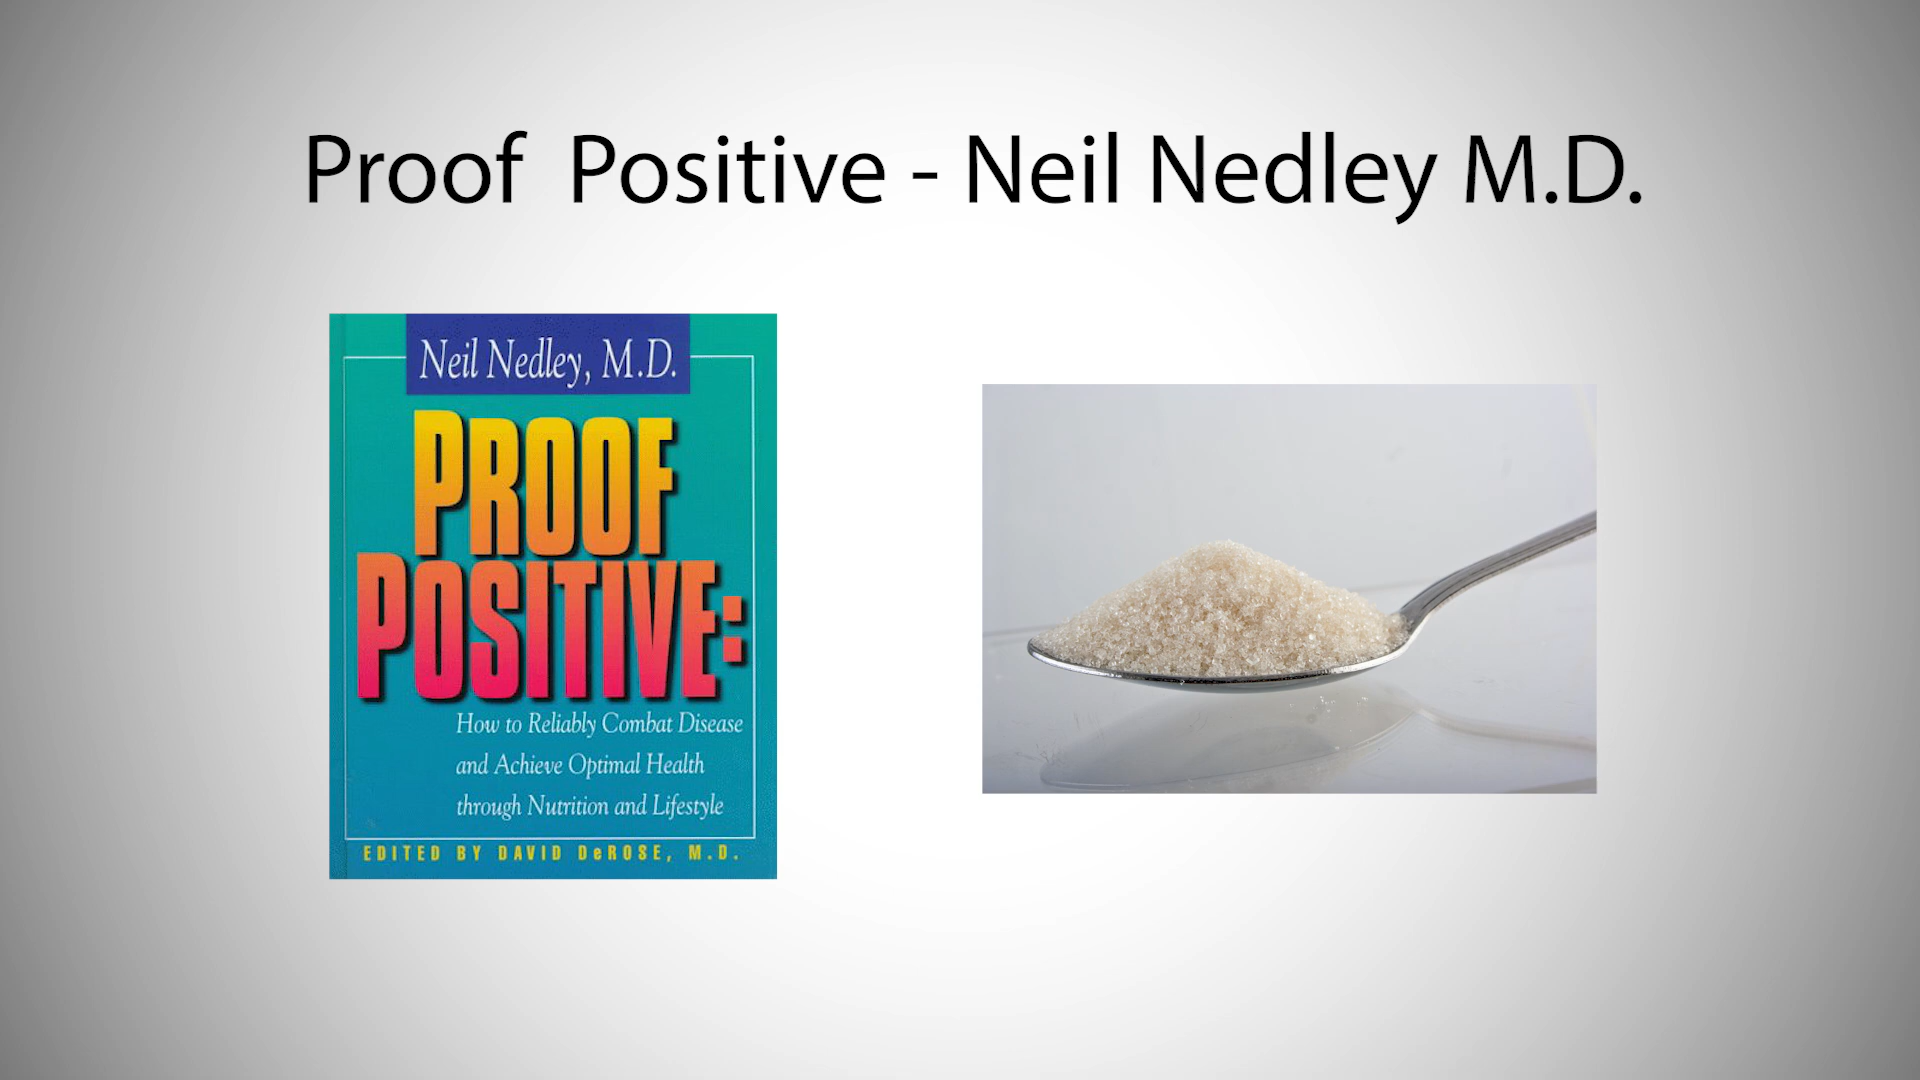 Proof  Positive - Neil Nedley M.D.
Neil Nedley, M.D.
PROOF
POSITIVE:
How to Reliably Combat Disease
and Achieve Optimal Health
through Nutrition and Lifestyle
EDITED BY DAVID DeROSE, M.D.